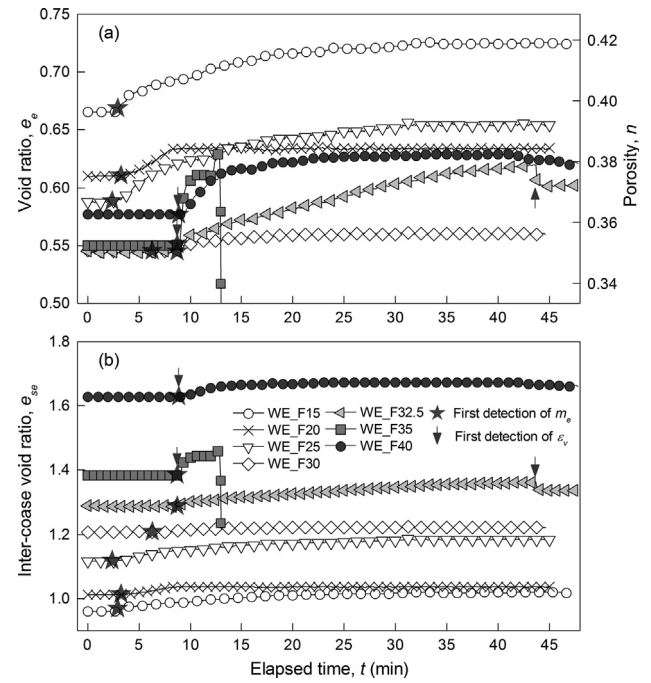 (a)
0.75
0.70
0.65
0.60
0.55
0.50
Void ratio, e_e
0.42
0.40
0.38
0.36
0.34
Porosity, n
0 5 10 15 20 25 30 35 40 45
(b)
1.8
1.6
1.4
1.2
1.0
Inter-coase void ratio, e_se
WE_F15 WE_F32.5 First detection of m_e
WE_F20 WE_F35
WE_F25 WE_F40 First detection of ε_v
WE_F30
0 5 10 15 20 25 30 35 40 45
Elapsed time, t (min)